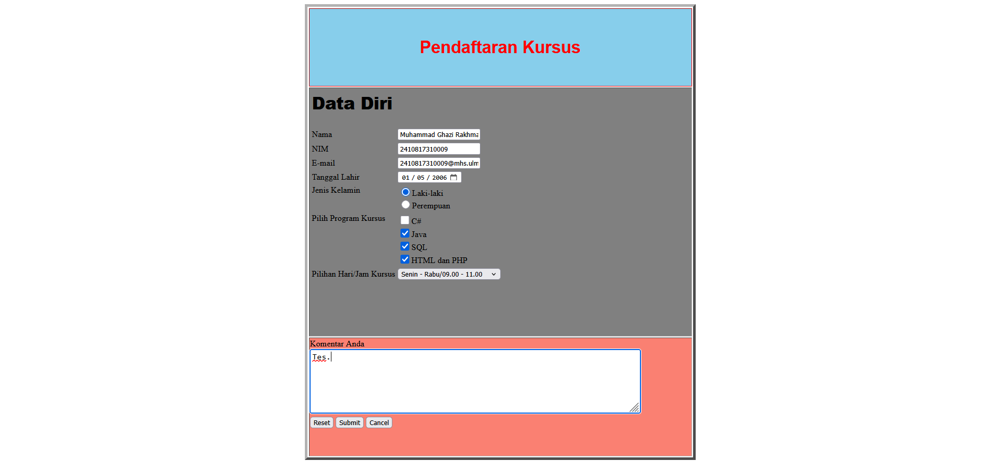 Pendaftaran Kursus
Data Diri
Nama Muhammad Ghazi Rakhma
NIM 2410817310009
E-mail 2410817310009@mhs.ulm
Tanggal Lahir 01 / 05 / 2006
Jenis Kelamin Laki-laki
Perempuan
Pilih Program Kursus C#
Java
SQL
HTML dan PHP
Pilihan Hari/Jam Kursus Senin - Rabu/09.00 - 11.00
Komentar Anda
Tes.
Reset Submit Cancel